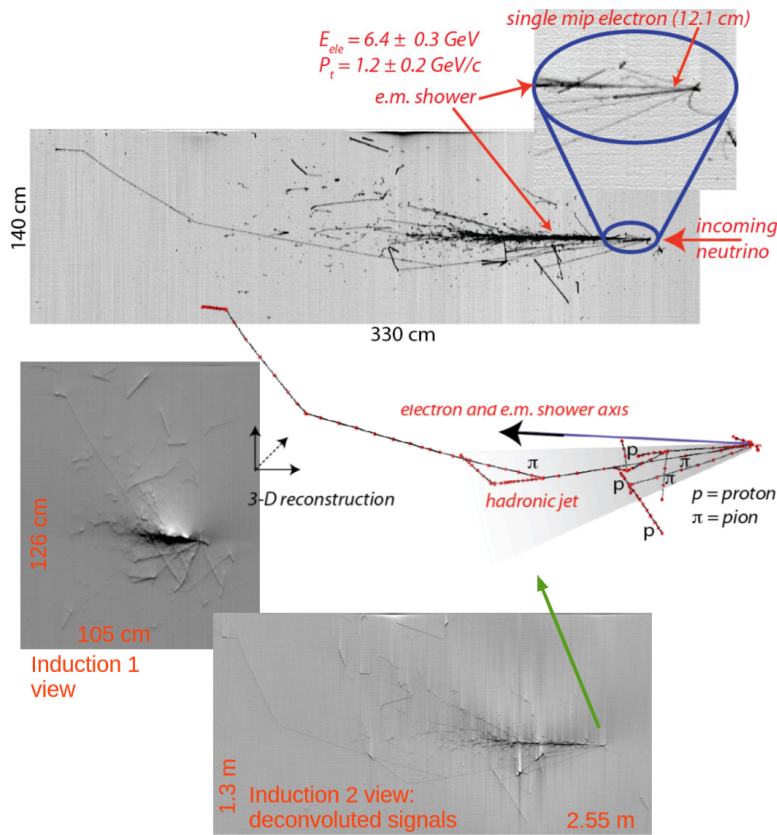 single mip electron (12.1 cm)
E_ele = 6.4 ± 0.3 GeV
P_t = 1.2 ± 0.2 GeV/c
e.m. shower
140 cm
incoming
neutrino
330 cm
electron and e.m. shower axis
p
π
p
π
π
3-D reconstruction
hadronic jet
p
p = proton
π = pion
126 cm
105 cm
Induction 1
view
1.3 m
Induction 2 view:
deconvoluted signals
2.55 m